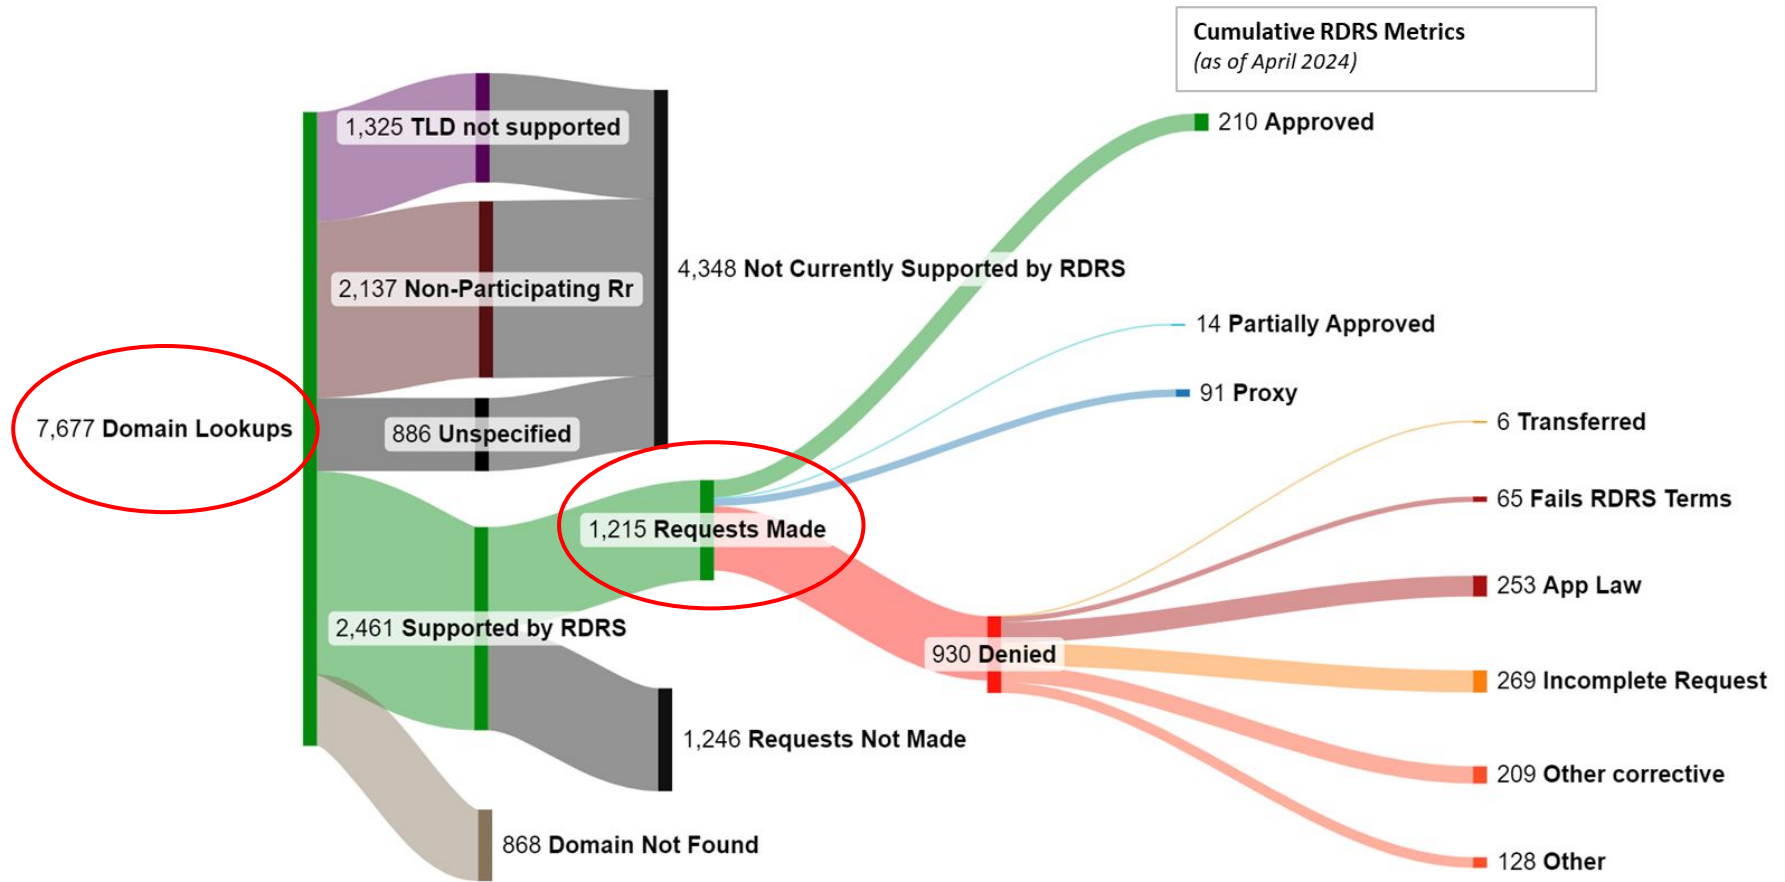 Cumulative RDRS Metrics
(as of April 2024)
210 Approved
1,325 TLD not supported
4,348 Not Currently Supported by RDRS
2,137 Non-Participating Rr
14 Partially Approved
91 Proxy
7,677 Domain Lookups
886 Unspecified
6 Transferred
65 Fails RDRS Terms
1,215 Requests Made
253 App Law
2,461 Supported by RDRS
930 Denied
269 Incomplete Request
1,246 Requests Not Made
209 Other corrective
868 Domain Not Found
128 Other